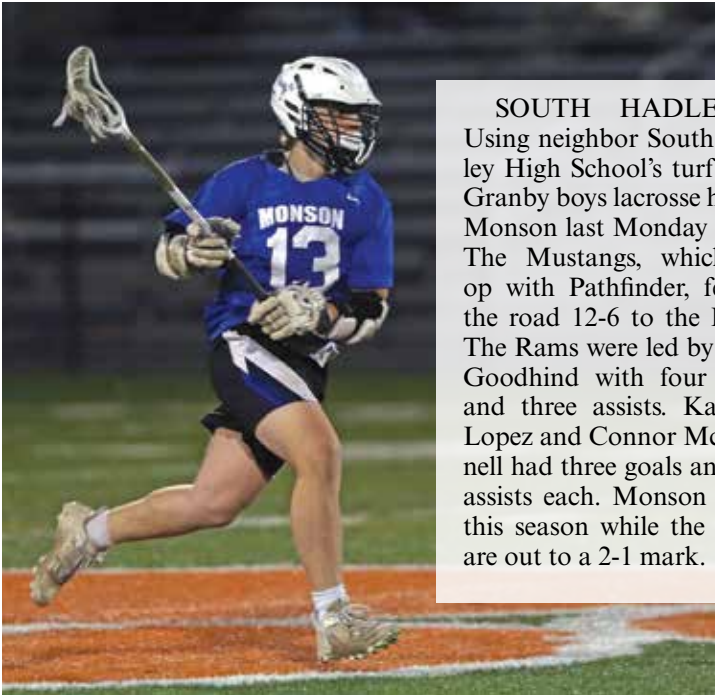 MONSON
13
SOUTH HADLE
Using neighbor South
ley High School's turf
Granby boys lacrosse h
Monson last Monday
The Mustangs, which
op with Pathfinder, f
the road 12-6 to the
The Rams were led by
Goodhind with four
and three assists. Ka
Lopez and Connor Mc
nell had three goals an
assists each. Monson
this season while the
are out to a 2-1 mark.